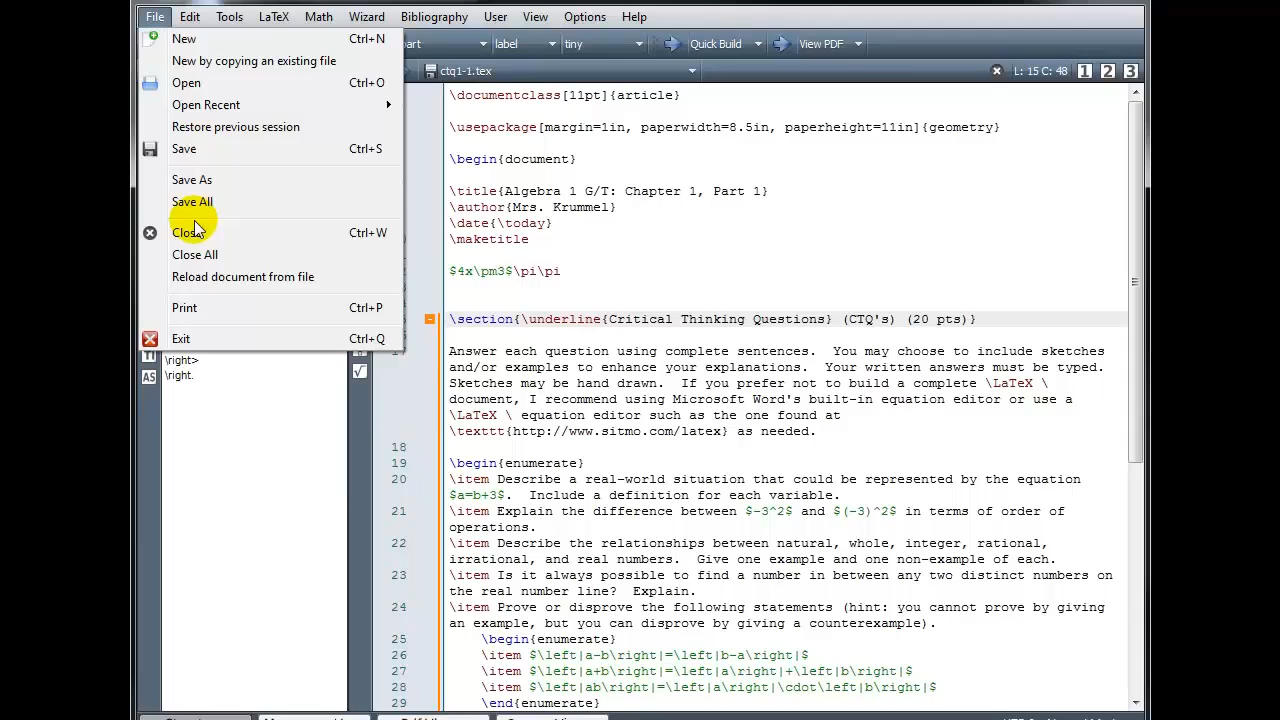 File Edit Tools LaTeX Math Wizard Bibliography User View Options Help
New Ctrl+N
part label tiny Quick Build View PDF
New by copying an existing file
ctq1-1.tex L: 15 C: 48 1 2 3
Open Ctrl+O
Open Recent
Restore previous session
Save Ctrl+S
Save As
Save All
Close Ctrl+W
Close All
Reload document from file
Print Ctrl+P
Exit Ctrl+Q
\right>
AS \right.
\documentclass[11pt]{article}
\usepackage[margin=1in, paperwidth=8.5in, paperheight=11in]{geometry}
\begin{document}
\title{Algebra 1 G/T: Chapter 1, Part 1}
\author{Mrs. Krummel}
\date{\today}
\maketitle
$4x\pm3$\pi\pi
\section{\underline{Critical Thinking Questions} (CTQ's) (20 pts)}
Answer each question using complete sentences.  You may choose to include sketches
and/or examples to enhance your explanations.  Your written answers must be typed.
Sketches may be hand drawn.  If you prefer not to build a complete \LaTeX \
document, I recommend using Microsoft Word's built-in equation editor or use a
\LaTeX \ equation editor such as the one found at
\texttt{http://www.sitmo.com/latex} as needed.
18
19 \begin{enumerate}
20 \item Describe a real-world situation that could be represented by the equation
$a=b+3$.  Include a definition for each variable.
21 \item Explain the difference between $-3^2$ and $(-3)^2$ in terms of order of
operations.
22 \item Describe the relationships between natural, whole, integer, rational,
irrational, and real numbers.  Give one example and one non-example of each.
23 \item Is it always possible to find a number in between any two distinct numbers on
the real number line?  Explain.
24 \item Prove or disprove the following statements (hint: you cannot prove by giving
an example, but you can disprove by giving a counterexample).
25 \begin{enumerate}
26 \item $\left|a-b\right|=\left|b-a\right|$
27 \item $\left|a+b\right|=\left|a\right|+\left|b\right|$
28 \item $\left|ab\right|=\left|a\right|\cdot\left|b\right|$
29 \end{enumerate}